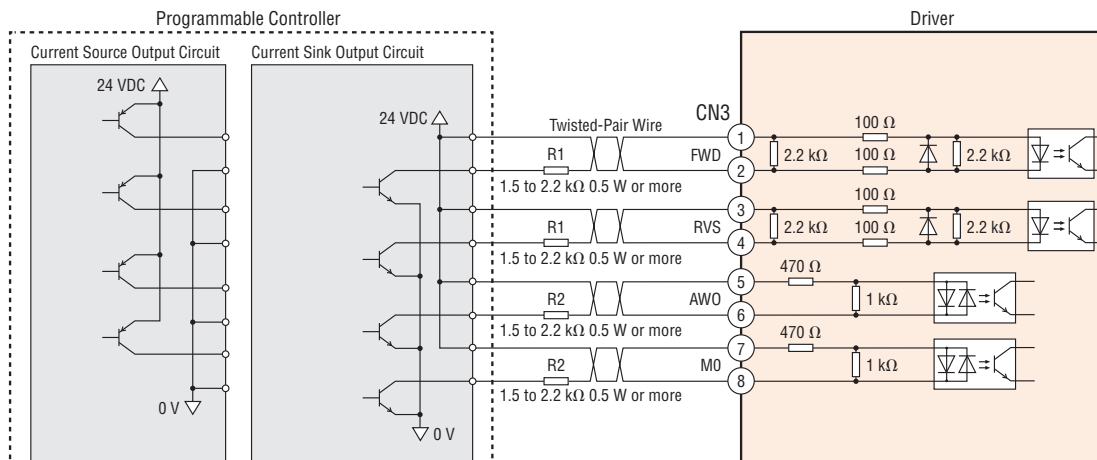 Programmable Controller
Driver
Current Source Output Circuit
Current Sink Output Circuit
24 VDC
24 VDC
0 V
0 V
Twisted-Pair Wire
CN3
R1
1.5 to 2.2 kΩ 0.5 W or more
1
FWD
2
2.2 kΩ
100 Ω
100 Ω
2.2 kΩ
R1
1.5 to 2.2 kΩ 0.5 W or more
3
RVS
4
2.2 kΩ
100 Ω
100 Ω
2.2 kΩ
R2
1.5 to 2.2 kΩ 0.5 W or more
5
AWO
6
470 Ω
1 kΩ
R2
1.5 to 2.2 kΩ 0.5 W or more
7
M0
8
470 Ω
1 kΩ